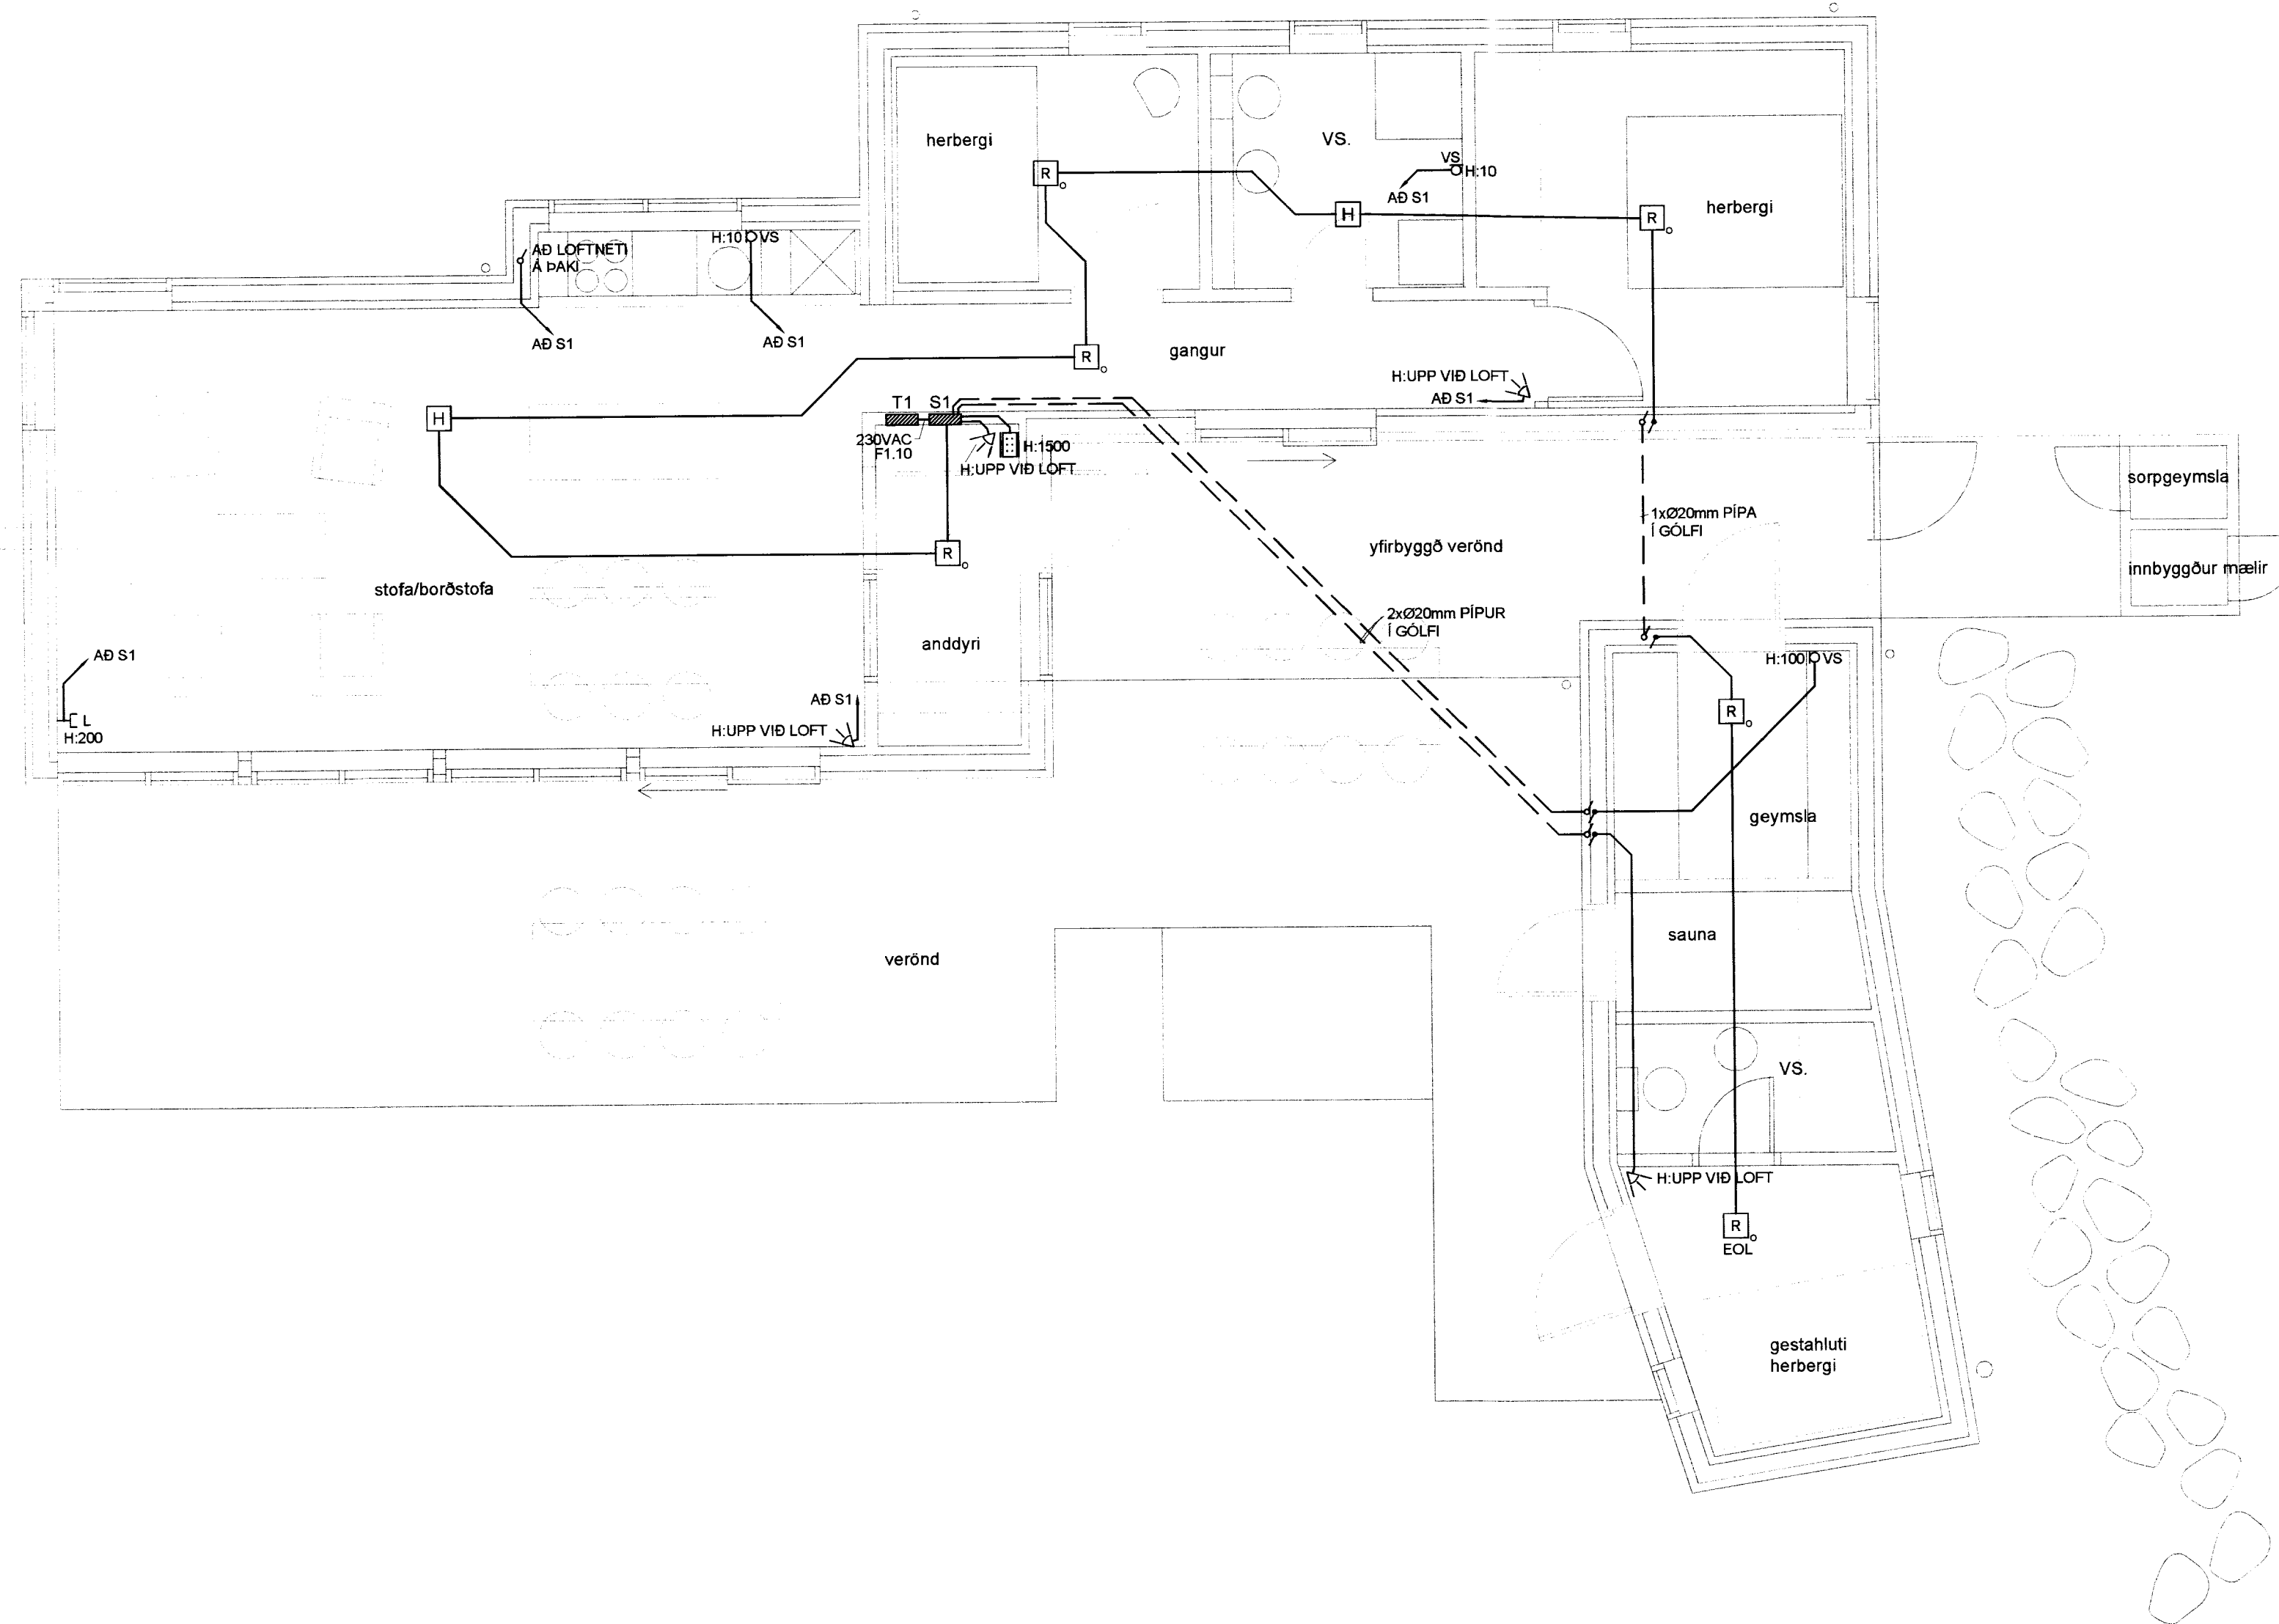 herbergi
VS.
R
VS
H:10
AÐ S1
herbergi
H
R
AÐ LOFTNETI
Á ÞAKI
H:10
VS
AÐ S1
AÐ S1
R
gangur
H:UPP VIÐ LOFT
AÐ S1
H
T1
S1
230VAC
F1.10
H:1500
H:UPP VIÐ LOFT
sorpgeymsla
1xØ20mm PÍPA
Í GÓLFI
yfirbyggð verönd
R
innbyggður mælir
stofa/borðstofa
2xØ20mm PÍPUR
Í GÓLFI
anddyri
AÐ S1
H:100
VS
AÐ S1
L
H:200
H:UPP VIÐ LOFT
R
geymsla
sauna
verönd
VS.
H:UPP VIÐ LOFT
R
EOL
gestahluti
herbergi